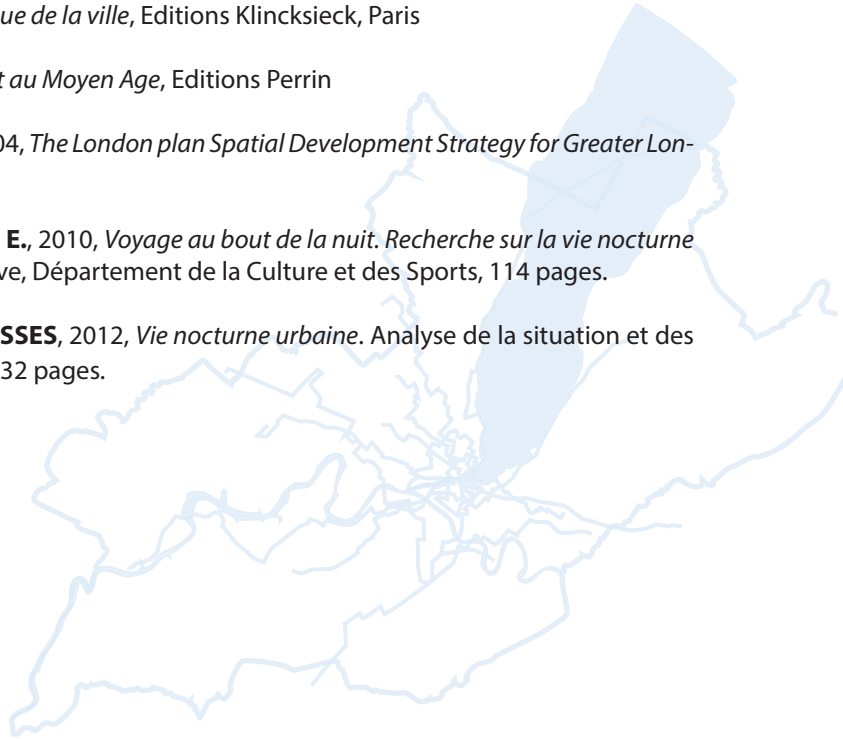 ue de la ville, Editions Klincksieck, Paris
t au Moyen Age, Editions Perrin
04, The London plan Spatial Development Strategy for Greater Lon-
E., 2010, Voyage au bout de la nuit. Recherche sur la vie nocturne
ve, Département de la Culture et des Sports, 114 pages.
SSES, 2012, Vie nocturne urbaine. Analyse de la situation et des
32 pages.